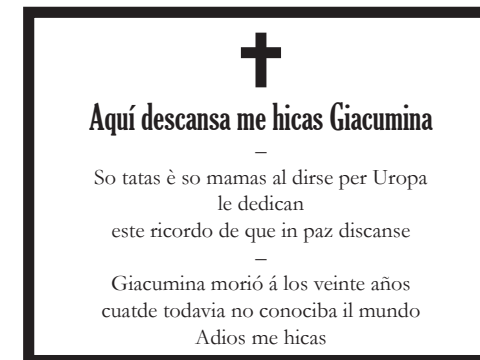 Aquí descansa me hicas Giacumina
–
So tatas è so mamas al dirse per Uropa
le dedican
este ricordo de que in paz discanse
–
Giacumina morió á los veinte años
cuatde todavia no conociba il mundo
Adios me hicas